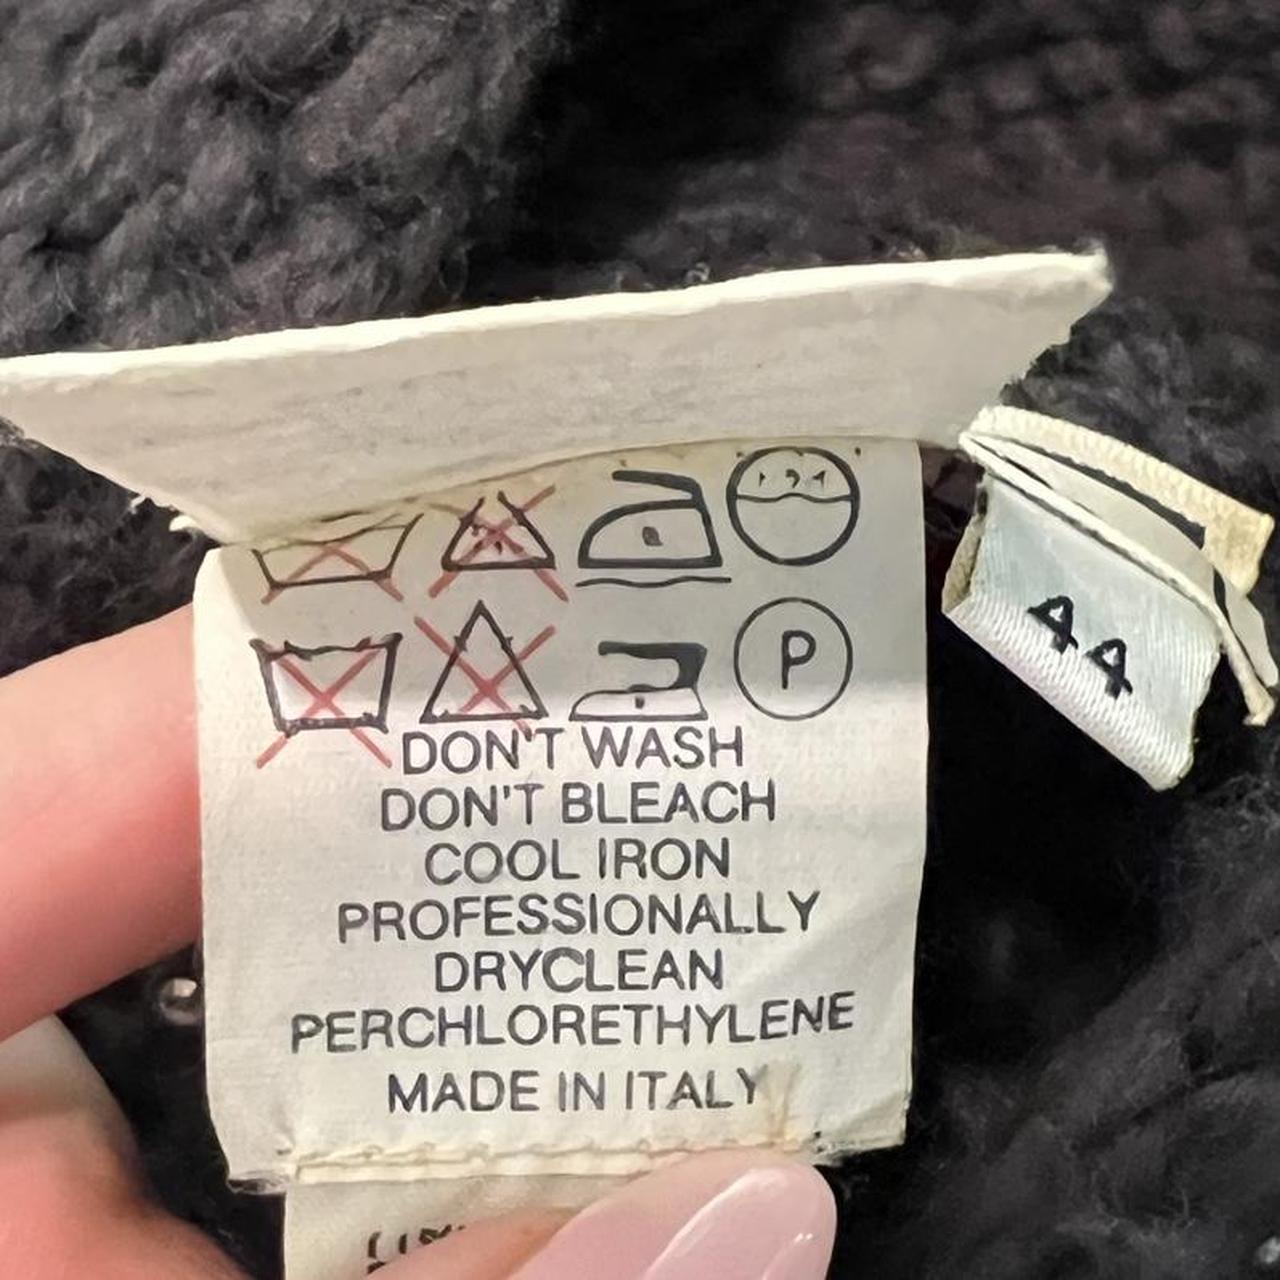 P
DON'T WASH
DON'T BLEACH
COOL IRON
PROFESSIONALLY
DRYCLEAN
PERCHLORETHYLENE
MADE IN ITALY
44